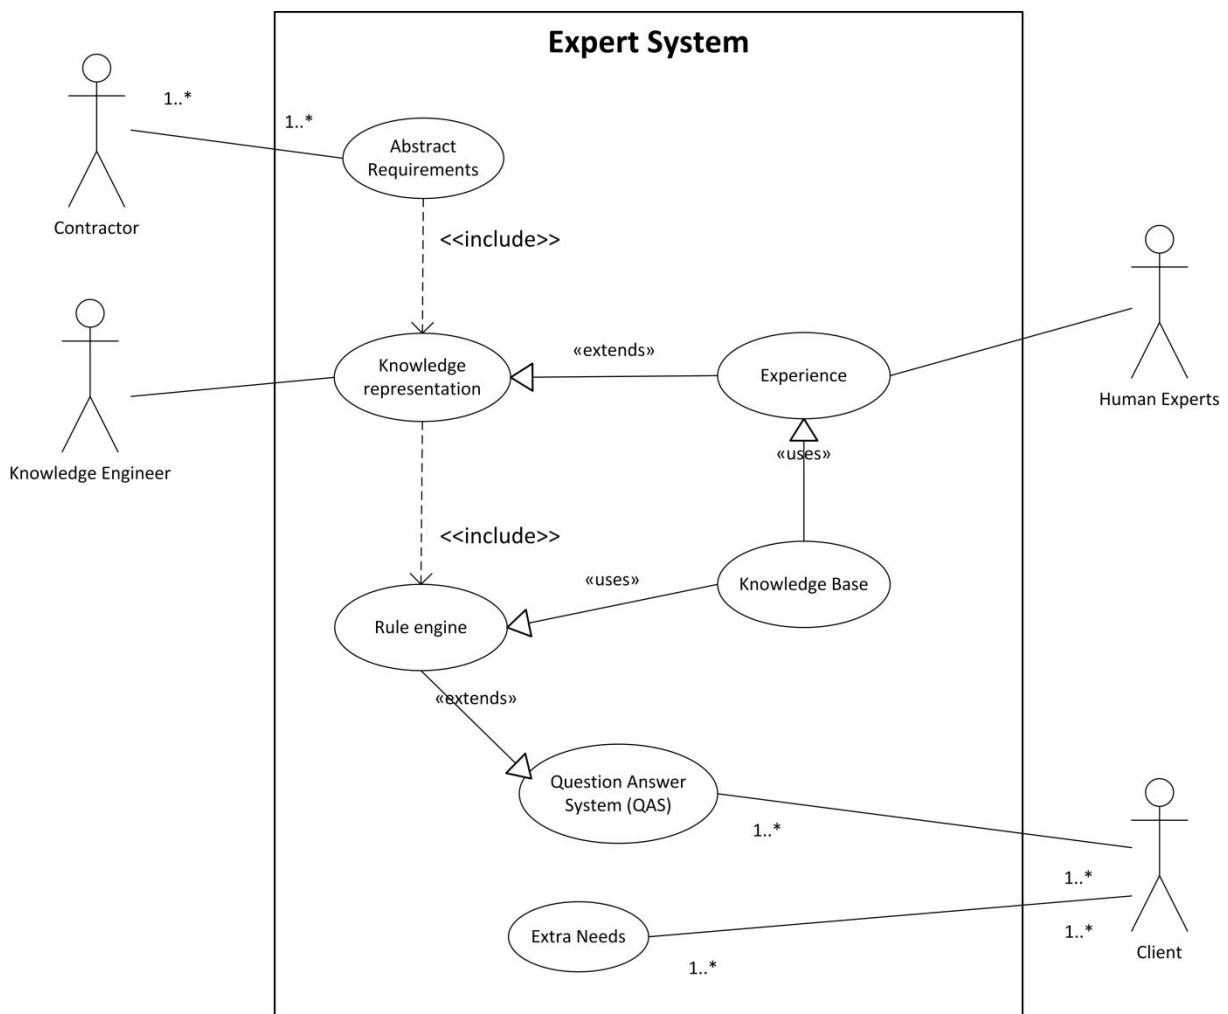 Expert System
1..*
1..*
Abstract
Requirements
Contractor
<<include>>
Knowledge
representation
«extends»
Experience
Human Experts
Knowledge Engineer
«uses»
<<include>>
«uses»
Knowledge Base
Rule engine
«extends»
Question Answer
System (QAS)
1..*
1..*
Extra Needs
1..*
1..*
Client